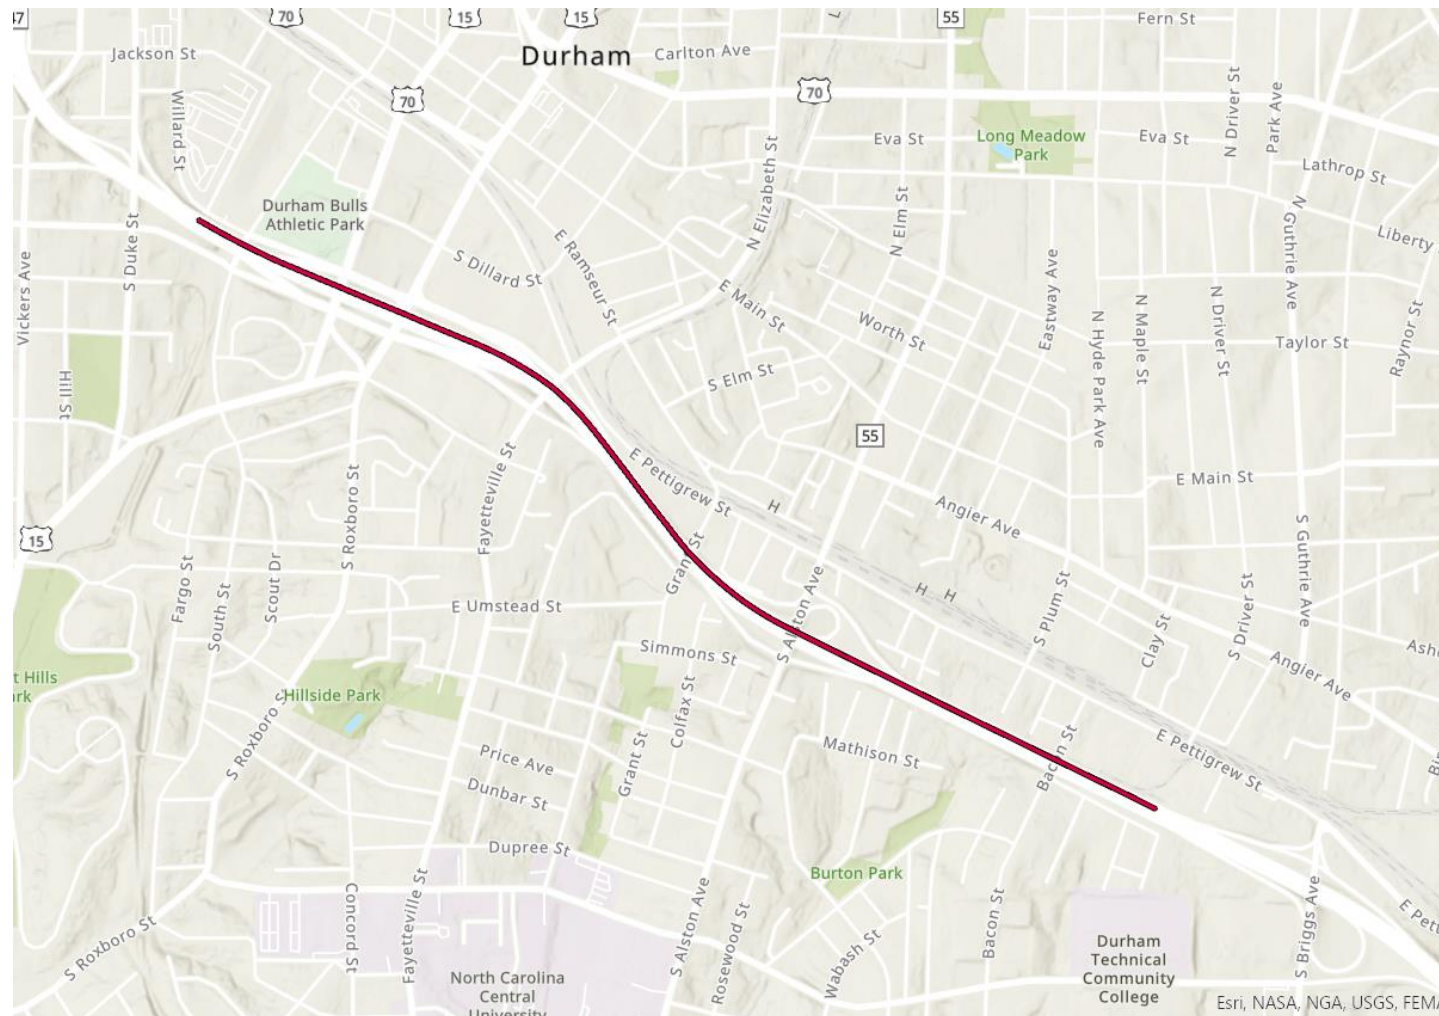 47
70
15
15
55
Fern St
Jackson St
Durham
Carlton Ave
70
70
Willard St
Eva St
Long Meadow
Park
Eva St
N Driver St
Park Ave
Lathrop St
N Elizabeth St
Durham Bulls
Athletic Park
S Duke St
N Elm St
N Guthrie Ave
Liberty
Vickers Ave
S Dillard St
E Ramseur St
Eastway Ave
E Main St
Worth St
N Hyde Park Ave
N Maple St
N Driver St
Taylor St
Raynor St
Hill St
S Elm St
55
E Pettigrew St
H
E Main St
Angier Ave
Fayetteville St
S Roxboro St
15
Grant St
S Guthrie Ave
Fargo St
South St
Scout Dr
E Umstead St
S Alston Ave
H
H
S Plum St
Clay St
S Driver St
Simmons St
Angier Ave
Hillside Park
t Hills
rk
Colfax St
S Roxboro S
Price Ave
Grant St
Mathison St
Bacon St
E Pettigrew St
Dunbar St
Dupree St
Burton Park
Concord St
Fayetteville St
S Roxboro St
S Alston Ave
Rosewood St
Wabash St
Bacon St
Durham
Technical
Community
College
S Briggs Ave
E Pett
North Carolina
Central
University
Esri, NASA, NGA, USGS, FEMA